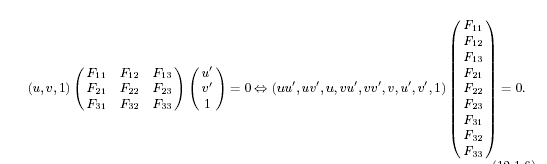 (u, v, 1) ( F₁₁ F₁₂ F₁₃ ; F₂₁ F₂₂ F₂₃ ; F₃₁ F₃₂ F₃₃ ) ( u′ ; v′ ; 1 ) = 0 ⇔ (uu′, uv′, u, vu′, vv′, v, u′, v′, 1) ( F₁₁ ; F₁₂ ; F₁₃ ; F₂₁ ; F₂₂ ; F₂₃ ; F₃₁ ; F₃₂ ; F₃₃ ) = 0.